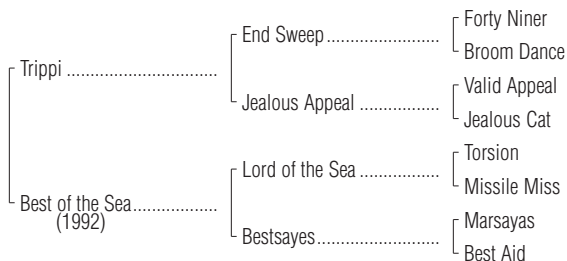 Forty Niner
End Sweep
Broom Dance
Trippi
Valid Appeal
Jealous Appeal
Jealous Cat
Torsion
Lord of the Sea
Missile Miss
Best of the Sea
(1992)
Marsayas
Bestsayes
Best Aid